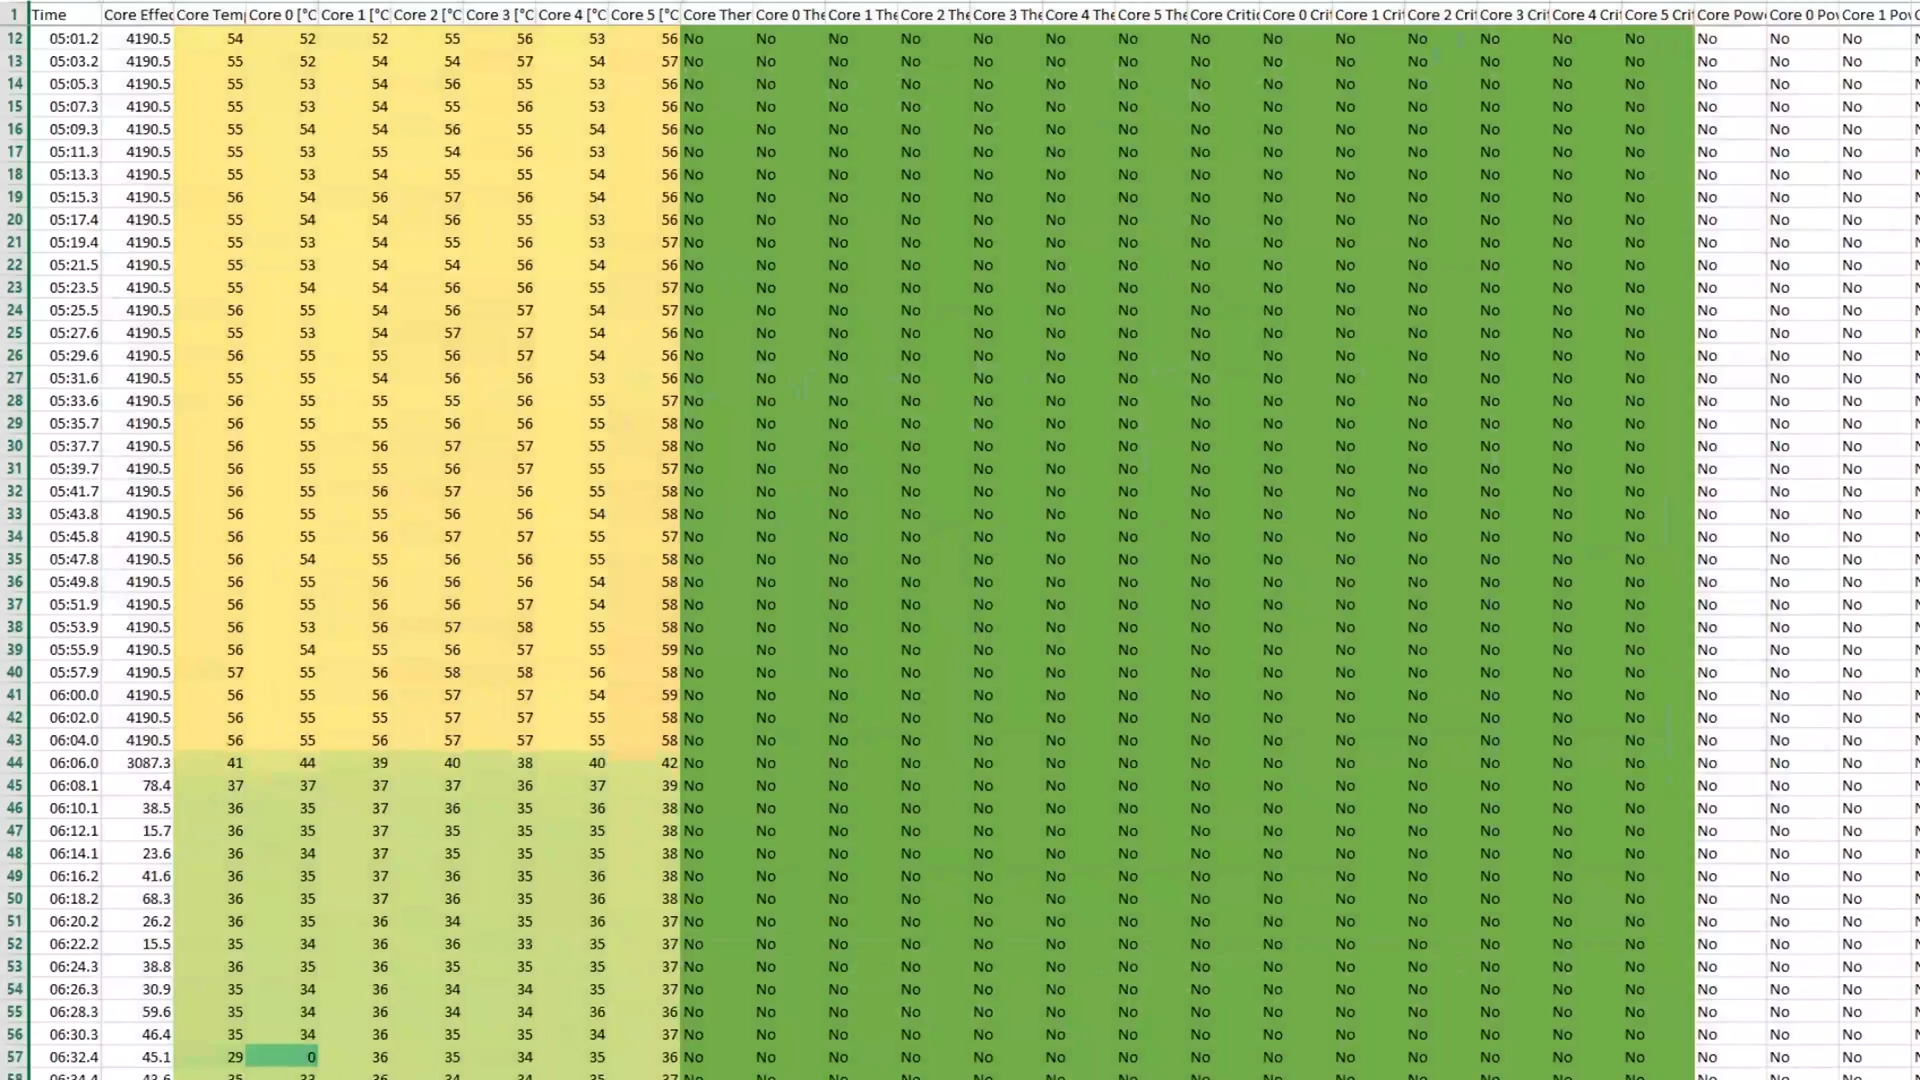 1 Time Core Effec Core Temp Core 0 [°C Core 1 [°C Core 2 [°C Core 3 [°C Core 4 [°C Core 5 [°C Core Ther Core 0 The Core 1 The Core 2 The Core 3 The Core 4 The Core 5 The Core Critic Core 0 Crit Core 1 Crit Core 2 Crit Core 3 Crit Core 4 Crit Core 5 Crit Core Powe Core 0 Pow Core 1 Pow
12 05:01.2 4190.5 54 52 52 55 56 53 56 No No No No No No No No No No No No No No No No No
13 05:03.2 4190.5 55 52 54 54 57 54 57 No No No No No No No No No No No No No No No No No
14 05:05.3 4190.5 55 53 54 56 55 53 56 No No No No No No No No No No No No No No No No No
15 05:07.3 4190.5 55 53 54 55 56 53 56 No No No No No No No No No No No No No No No No No
16 05:09.3 4190.5 55 54 54 56 55 54 56 No No No No No No No No No No No No No No No No No
17 05:11.3 4190.5 55 53 55 54 56 53 56 No No No No No No No No No No No No No No No No No
18 05:13.3 4190.5 55 53 54 55 55 54 56 No No No No No No No No No No No No No No No No No
19 05:15.3 4190.5 56 54 56 57 55 54 56 No No No No No No No No No No No No No No No No No
20 05:17.4 4190.5 55 54 54 56 55 53 56 No No No No No No No No No No No No No No No No No
21 05:19.4 4190.5 55 53 54 55 56 53 57 No No No No No No No No No No No No No No No No No
22 05:21.5 4190.5 55 53 54 54 56 54 56 No No No No No No No No No No No No No No No No No
23 05:23.5 4190.5 55 54 54 56 56 55 57 No No No No No No No No No No No No No No No No No
24 05:25.5 4190.5 56 55 54 56 57 54 57 No No No No No No No No No No No No No No No No No
25 05:27.6 4190.5 55 53 54 57 57 54 56 No No No No No No No No No No No No No No No No No
26 05:29.6 4190.5 56 55 55 56 57 54 56 No No No No No No No No No No No No No No No No No
27 05:31.6 4190.5 55 55 54 56 56 53 56 No No No No No No No No No No No No No No No No No
28 05:33.6 4190.5 56 55 55 55 56 55 57 No No No No No No No No No No No No No No No No No
29 05:35.7 4190.5 56 55 55 56 56 55 58 No No No No No No No No No No No No No No No No No
30 05:37.7 4190.5 56 55 56 57 57 55 58 No No No No No No No No No No No No No No No No No
31 05:39.7 4190.5 56 55 55 56 57 55 57 No No No No No No No No No No No No No No No No No
32 05:41.7 4190.5 56 55 56 57 56 55 58 No No No No No No No No No No No No No No No No No
33 05:43.8 4190.5 56 55 55 56 56 54 58 No No No No No No No No No No No No No No No No No
34 05:45.8 4190.5 56 55 55 57 56 55 57 No No No No No No No No No No No No No No No No No
35 05:47.8 4190.5 56 54 55 56 56 55 58 No No No No No No No No No No No No No No No No No
36 05:49.8 4190.5 56 55 56 56 56 54 58 No No No No No No No No No No No No No No No No No
37 05:51.9 4190.5 56 55 56 56 57 54 58 No No No No No No No No No No No No No No No No No
38 05:53.9 4190.5 56 53 56 57 58 55 58 No No No No No No No No No No No No No No No No No
39 05:55.9 4190.5 56 54 55 56 57 55 59 No No No No No No No No No No No No No No No No No
40 05:57.9 4190.5 57 55 56 58 58 56 58 No No No No No No No No No No No No No No No No No
41 06:00.0 4190.5 56 55 56 57 57 54 59 No No No No No No No No No No No No No No No No No
42 06:02.0 4190.5 56 55 55 57 57 55 58 No No No No No No No No No No No No No No No No No
43 06:04.0 4190.5 56 55 56 57 57 55 58 No No No No No No No No No No No No No No No No No
44 06:06.0 3087.3 41 44 39 40 38 40 42 No No No No No No No No No No No No No No No No No
45 06:08.1 78.4 37 37 37 37 36 37 39 No No No No No No No No No No No No No No No No No
46 06:10.1 38.5 36 35 37 36 35 36 38 No No No No No No No No No No No No No No No No No
47 06:12.1 15.7 36 35 37 35 35 35 38 No No No No No No No No No No No No No No No No No
48 06:14.1 23.6 36 34 37 35 35 35 38 No No No No No No No No No No No No No No No No No
49 06:16.2 41.6 36 35 37 36 35 36 38 No No No No No No No No No No No No No No No No No
50 06:18.2 68.3 36 35 37 36 35 36 38 No No No No No No No No No No No No No No No No No
51 06:20.2 26.2 36 35 36 34 35 36 37 No No No No No No No No No No No No No No No No No
52 06:22.2 15.5 35 34 36 36 33 35 37 No No No No No No No No No No No No No No No No No
53 06:24.3 38.8 36 35 36 35 35 35 37 No No No No No No No No No No No No No No No No No
54 06:26.3 30.9 35 34 36 34 34 35 37 No No No No No No No No No No No No No No No No No
55 06:28.3 59.6 35 34 36 34 34 36 36 No No No No No No No No No No No No No No No No No
56 06:30.3 46.4 35 34 36 35 35 34 37 No No No No No No No No No No No No No No No No No
57 06:32.4 45.1 29 0 36 35 34 35 36 No No No No No No No No No No No No No No No No No